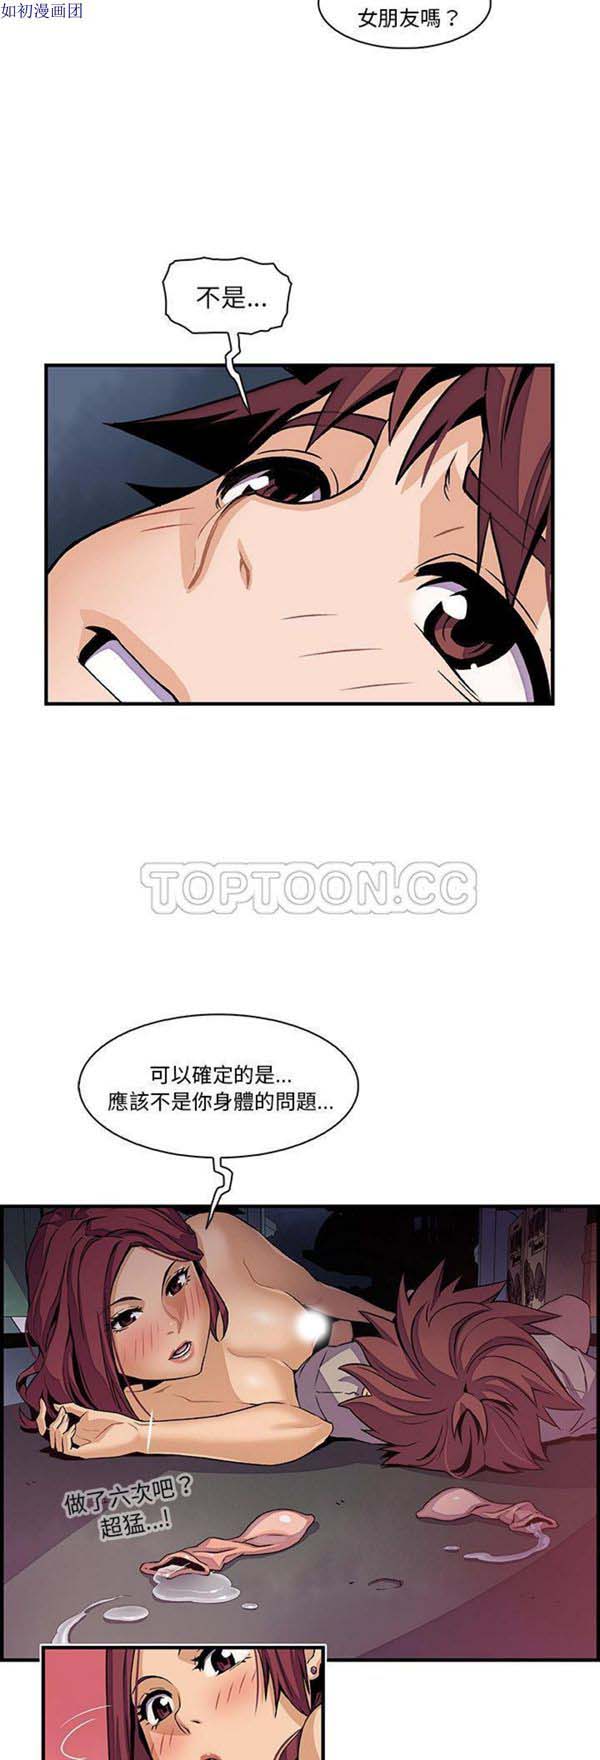 如初漫画团
女朋友嗎？
不是...
TOPTOON.CC
可以確定的是...
應該不是你身體的問題...
做了六次吧？
超猛...!